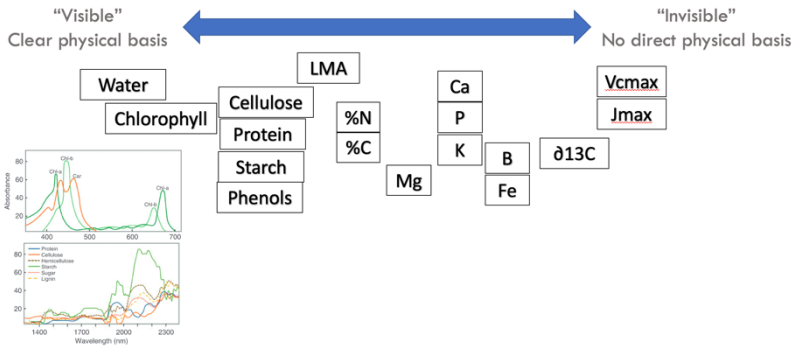 “Visible”
Clear physical basis
“Invisible”
No direct physical basis
Water
Chlorophyll
Cellulose
Protein
Starch
Phenols
LMA
%N
%C
Mg
Ca
P
K
B
Fe
∂13C
Vcmax
Jmax
Absorbance
80
60
40
20
Chl-a
Chl-b
Car
Chl-b
Chl-a
400
500
600
700
80
60
40
20
Protein
Cellulose
Hemicellulose
Starch
Sugar
Lignin
1400
1700
2000
2300
Wavelength (nm)